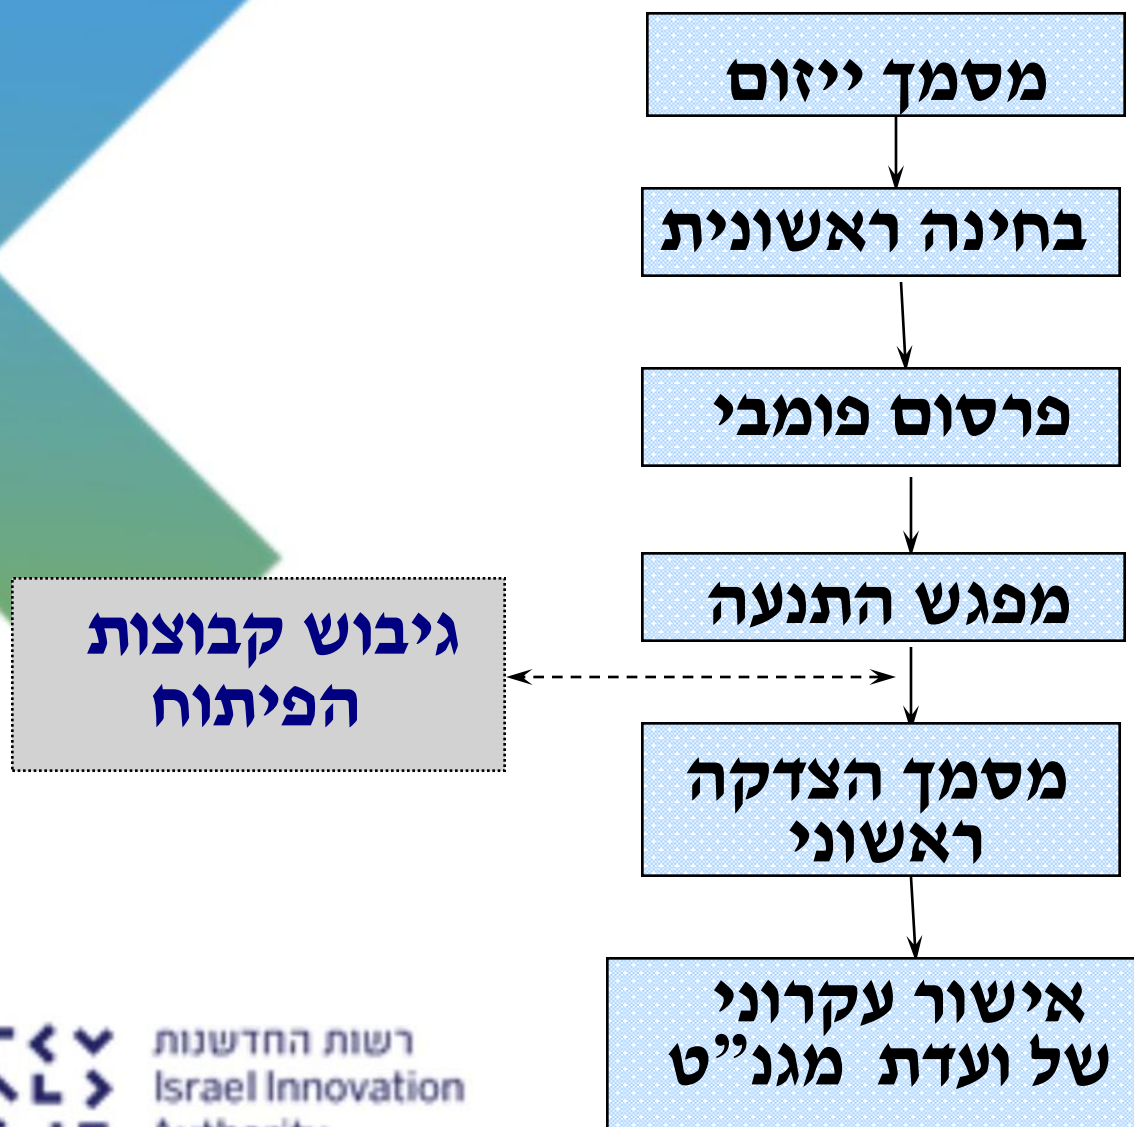 מסמך ייזום
בחינה ראשונית
פרסום פומבי
מפגש התנעה
גיבוש קבוצות
הפיתוח
מסמך הצדקה
ראשוני
אישור עקרוני
של ועדת מגנ”ט
רשות החדשנות
Israel Innovation